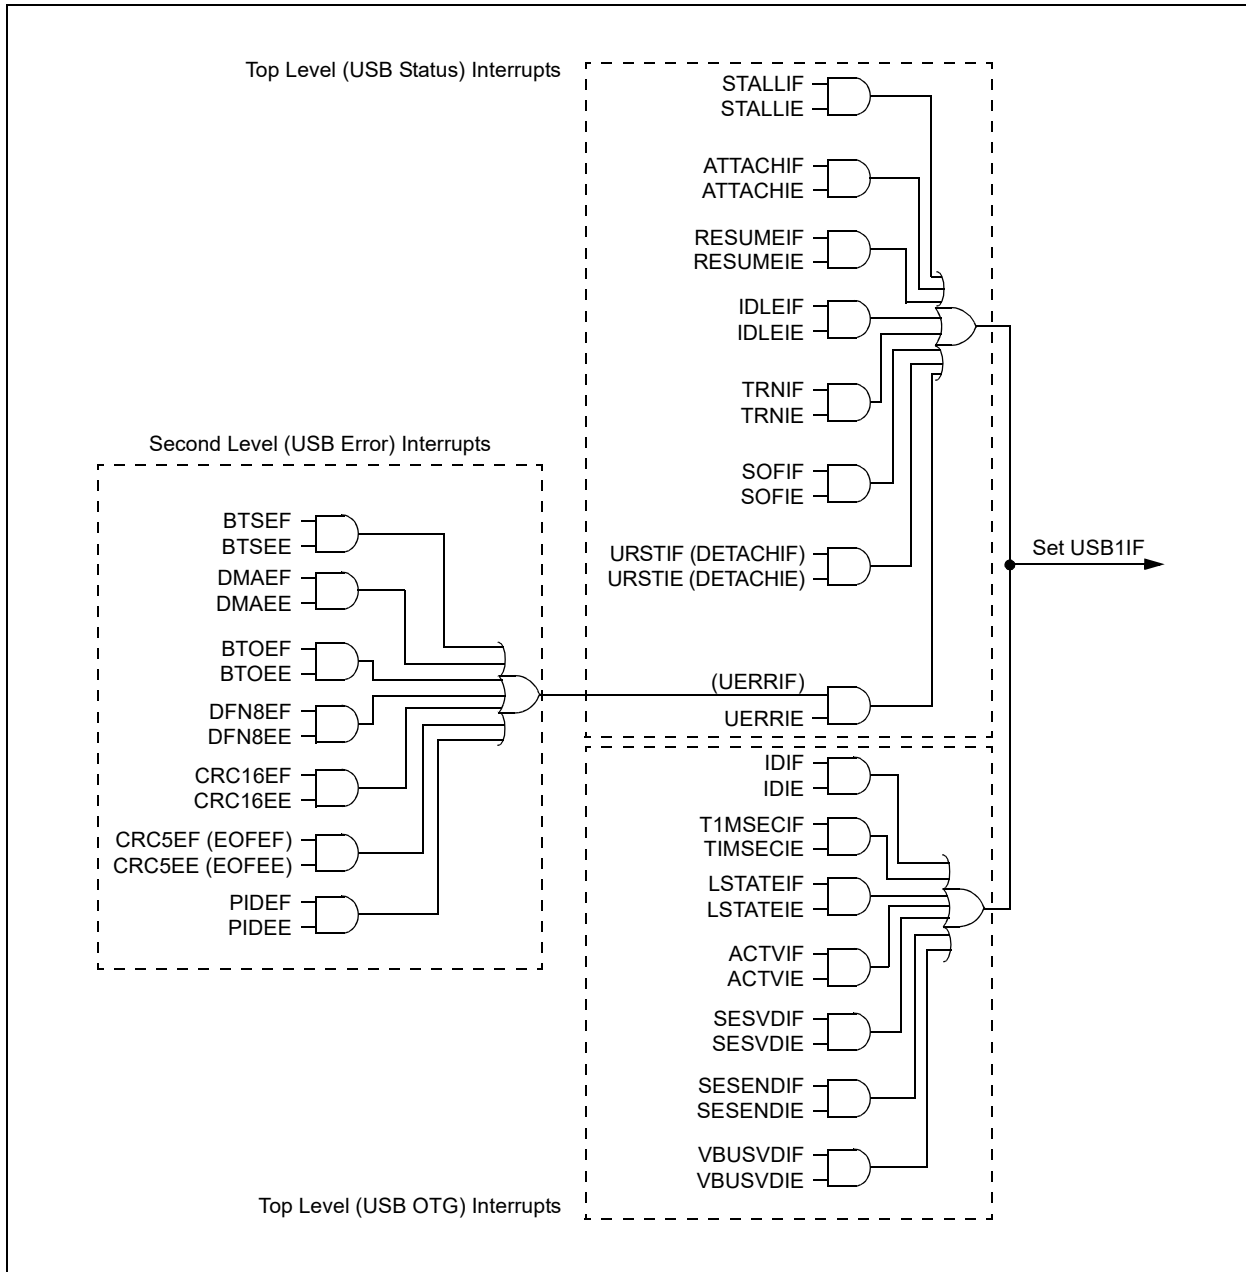 Top Level (USB Status) Interrupts
STALLIF
STALLIE
ATTACHIF
ATTACHIE
RESUMEIF
RESUMEIE
IDLEIF
IDLEIE
TRNIF
TRNIE
SOFIF
SOFIE
URSTIF (DETACHIF)
URSTIE (DETACHIE)
(UERRIF)
UERRIE
Set USB1IF
Second Level (USB Error) Interrupts
BTSEF
BTSEE
DMAEF
DMAEE
BTOEF
BTOEE
DFN8EF
DFN8EE
CRC16EF
CRC16EE
CRC5EF (EOFEF)
CRC5EE (EOFEE)
PIDEF
PIDEE
IDIF
IDIE
T1MSECIF
TIMSECIE
LSTATEIF
LSTATEIE
ACTVIF
ACTVIE
SESVDIF
SESVDIE
SESENDIF
SESENDIE
VBUSVDIF
VBUSVDIE
Top Level (USB OTG) Interrupts